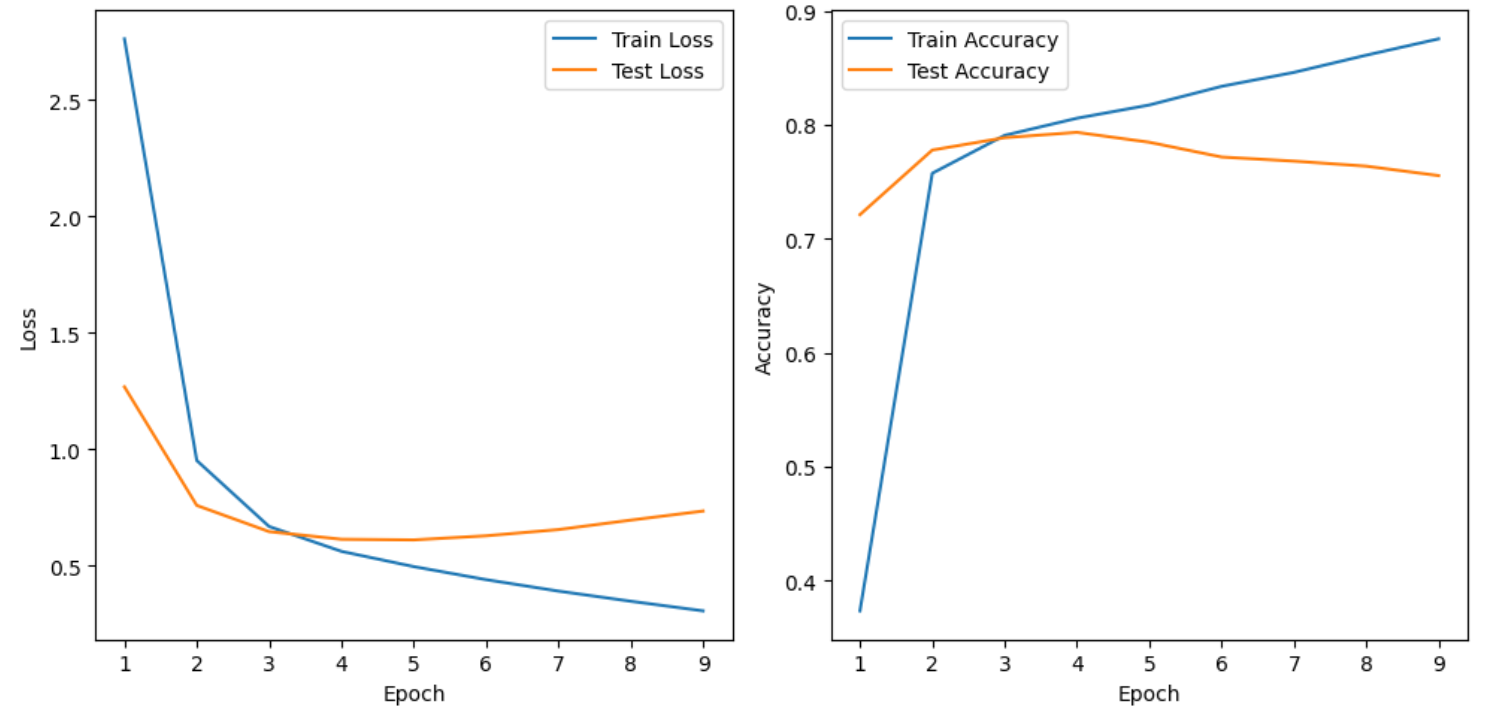 Train Loss
Test Loss
2.5
2.0
1.5
1.0
0.5
Loss
1 2 3 4 5 6 7 8 9
Epoch
Train Accuracy
Test Accuracy
0.9
0.8
0.7
0.6
0.5
0.4
Accuracy
1 2 3 4 5 6 7 8 9
Epoch